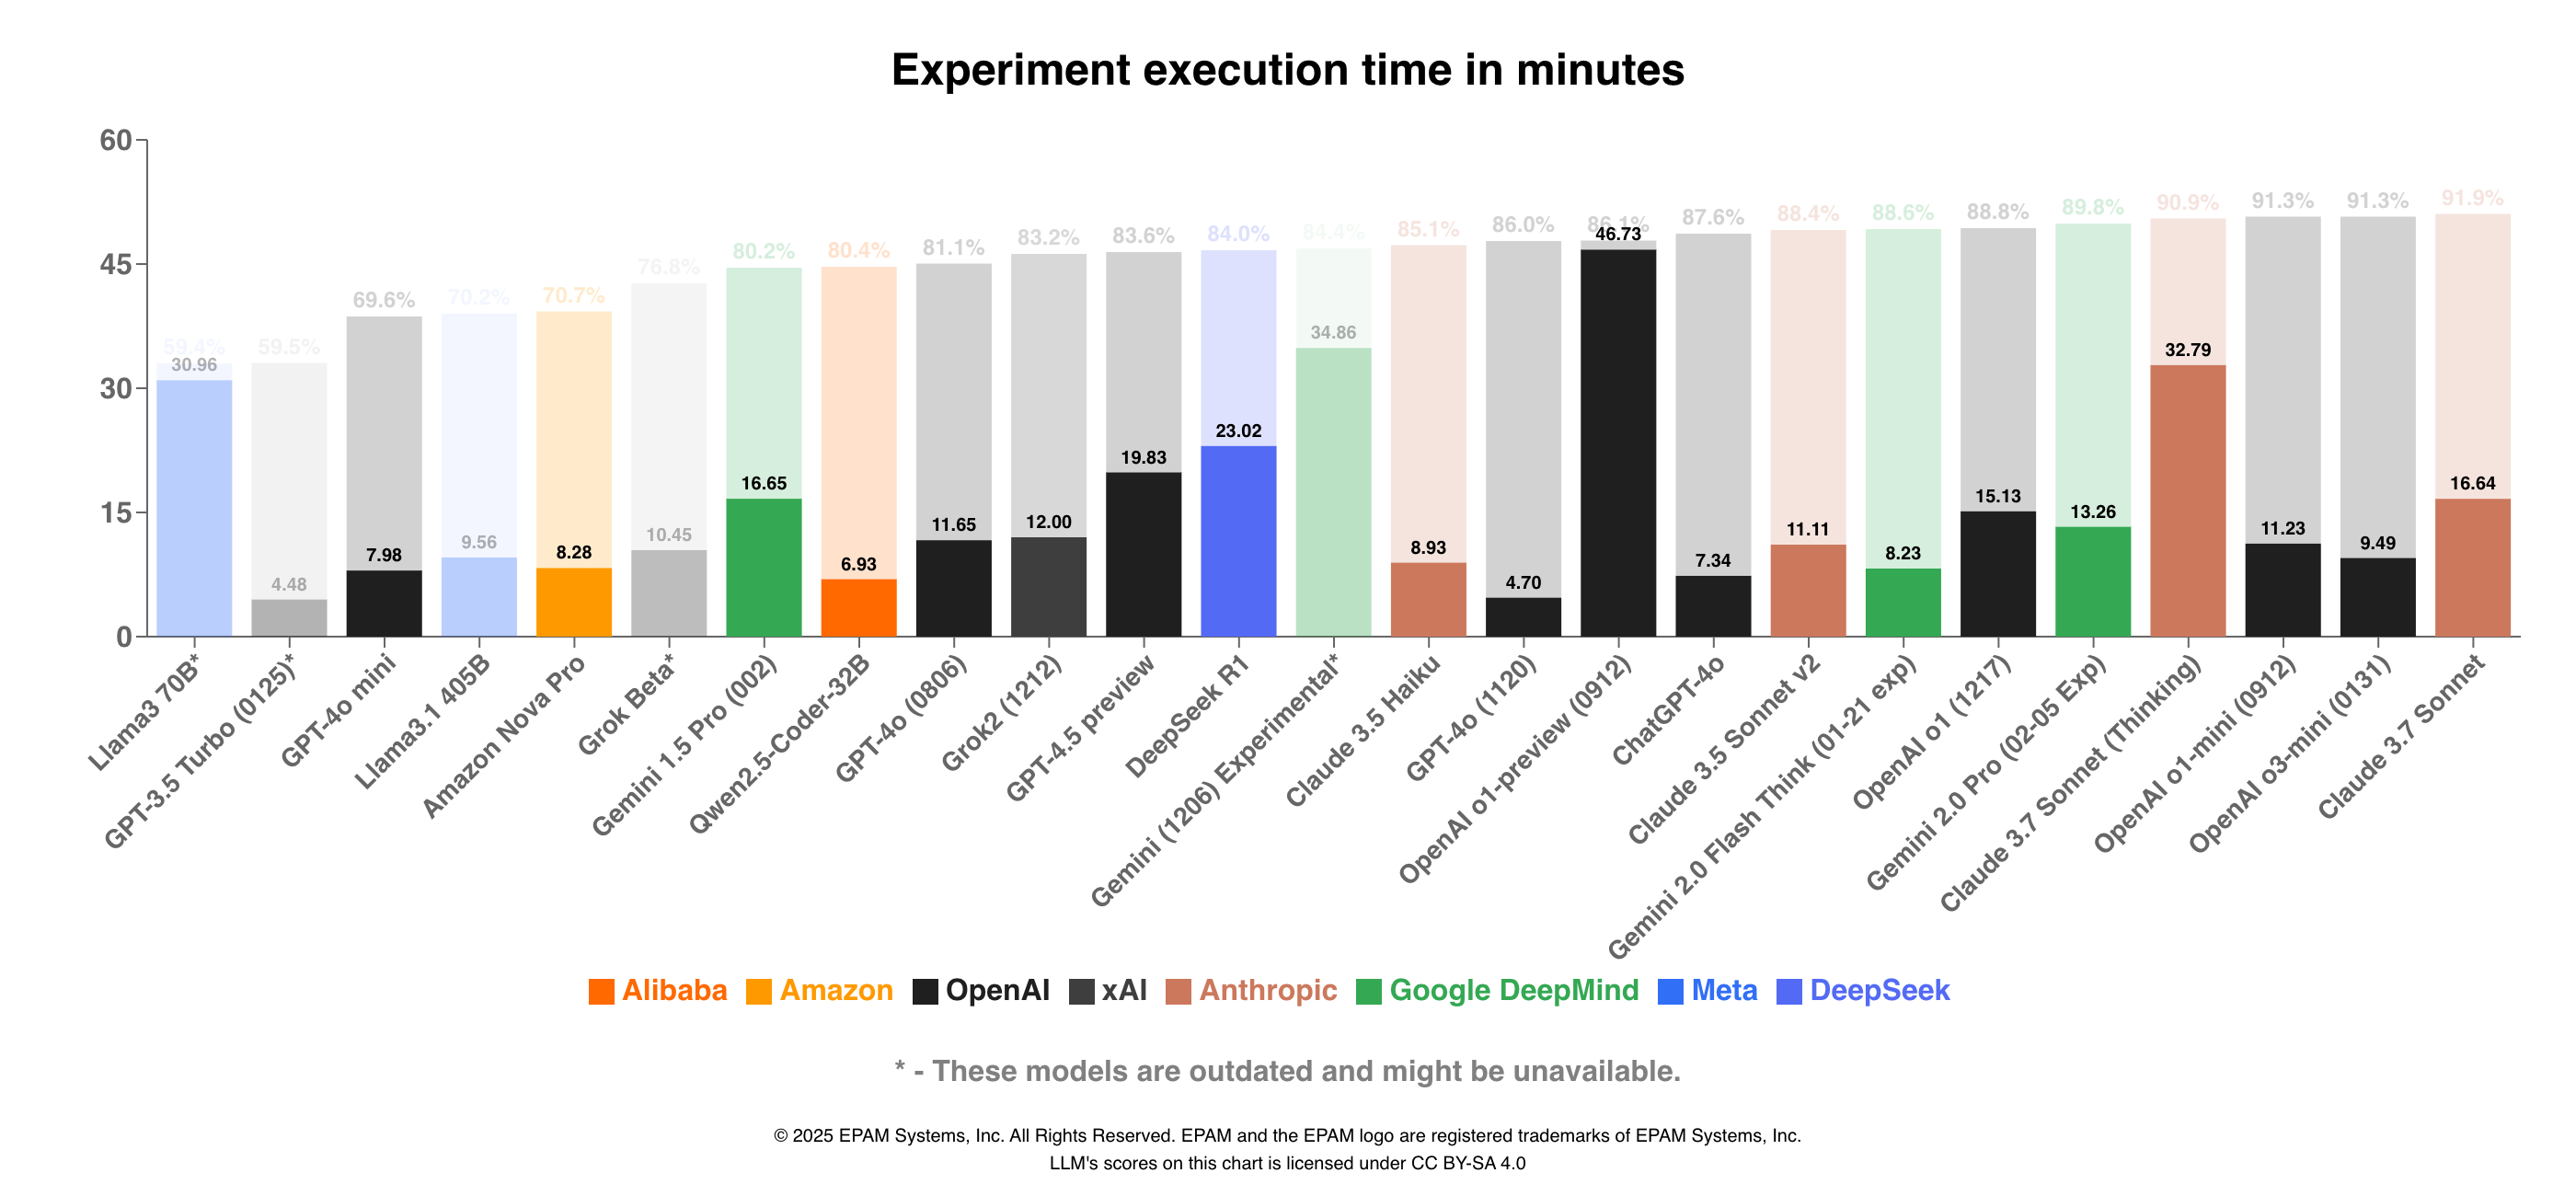 Experiment execution time in minutes
60
45
30
15
0
59.4%
30.96
59.5%
4.48
69.6%
7.98
70.2%
9.56
70.7%
8.28
76.8%
10.45
80.2%
16.65
80.4%
6.93
81.1%
11.65
83.2%
12.00
83.6%
19.83
84.0%
23.02
84.4%
34.86
85.1%
8.93
86.0%
4.70
86.1%
46.73
87.6%
7.34
88.4%
11.11
88.6%
8.23
88.8%
15.13
89.8%
13.26
90.9%
32.79
91.3%
11.23
91.3%
9.49
91.9%
16.64
Llama3 70B*
GPT-3.5 Turbo (0125)*
GPT-4o mini
Llama3.1 405B
Amazon Nova Pro
Grok Beta*
Gemini 1.5 Pro (002)
Qwen2.5-Coder-32B
GPT-4o (0806)
Grok2 (1212)
GPT-4.5 preview
DeepSeek R1
Gemini (1206) Experimental*
Claude 3.5 Haiku
GPT-4o (1120)
OpenAI o1-preview (0912)
ChatGPT-4o
Claude 3.5 Sonnet v2
Gemini 2.0 Flash Think (01-21 exp)
OpenAI o1 (1217)
Gemini 2.0 Pro (02-05 Exp)
Claude 3.7 Sonnet (Thinking)
OpenAI o1-mini (0912)
OpenAI o3-mini (0131)
Claude 3.7 Sonnet
Alibaba Amazon OpenAI xAI Anthropic Google DeepMind Meta DeepSeek
* - These models are outdated and might be unavailable.
© 2025 EPAM Systems, Inc. All Rights Reserved. EPAM and the EPAM logo are registered trademarks of EPAM Systems, Inc.
LLM's scores on this chart is licensed under CC BY-SA 4.0